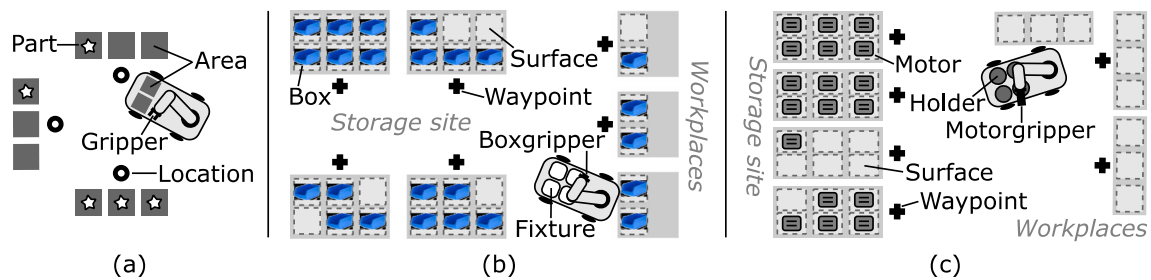 Part
Area
Gripper
Location
(a)
Surface
Box
Waypoint
Storage site
Boxgripper
Fixture
Workplaces
(b)
Storage site
Motor
Holder
Motorgripper
Surface
Waypoint
Workplaces
(c)